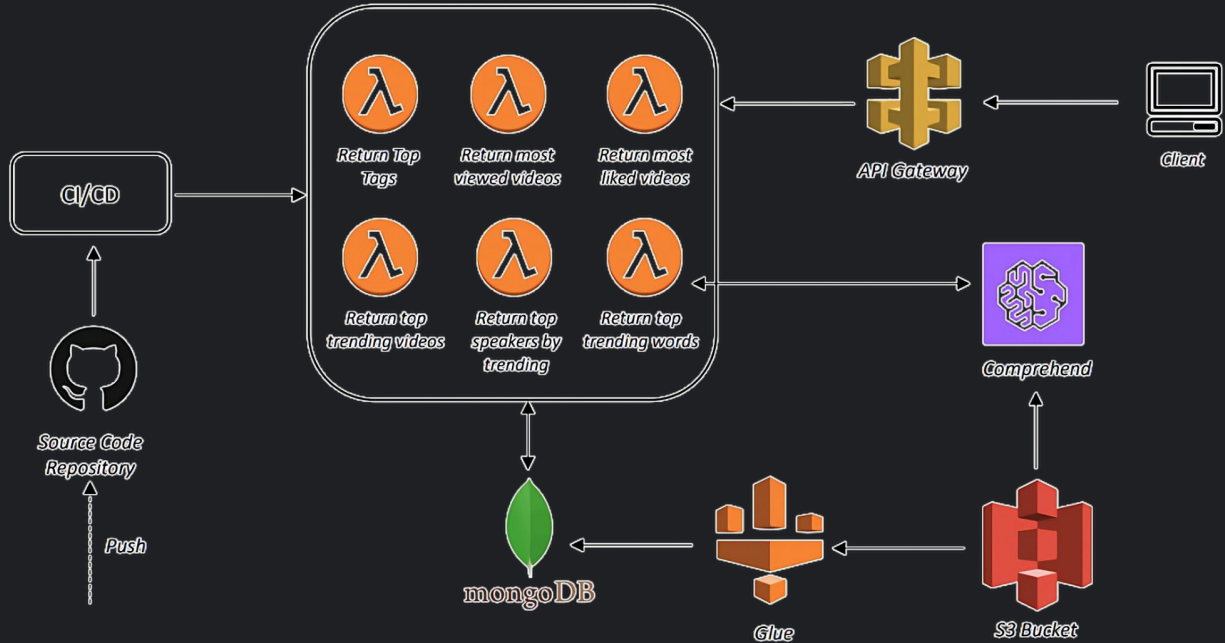 Return Top
Tags
Return most
viewed videos
Return most
liked videos
API Gateway
Client
CI/CD
Return top
trending videos
Return top
speakers by
trending
Return top
trending words
Comprehend
Source Code
Repository
Push
mongoDB
Glue
S3 Bucket